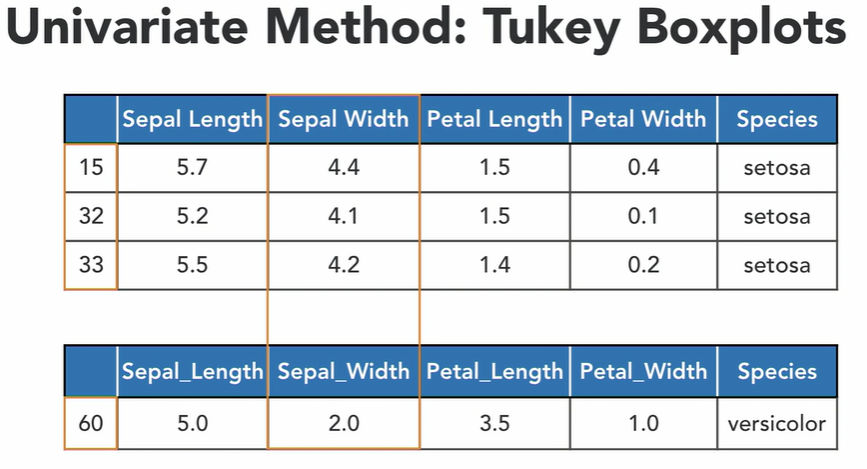 Univariate Method: Tukey Boxplots
Sepal Length Sepal Width Petal Length Petal Width Species
15 5.7 4.4 1.5 0.4 setosa
32 5.2 4.1 1.5 0.1 setosa
33 5.5 4.2 1.4 0.2 setosa
Sepal_Length Sepal_Width Petal_Length Petal_Width Species
60 5.0 2.0 3.5 1.0 versicolor